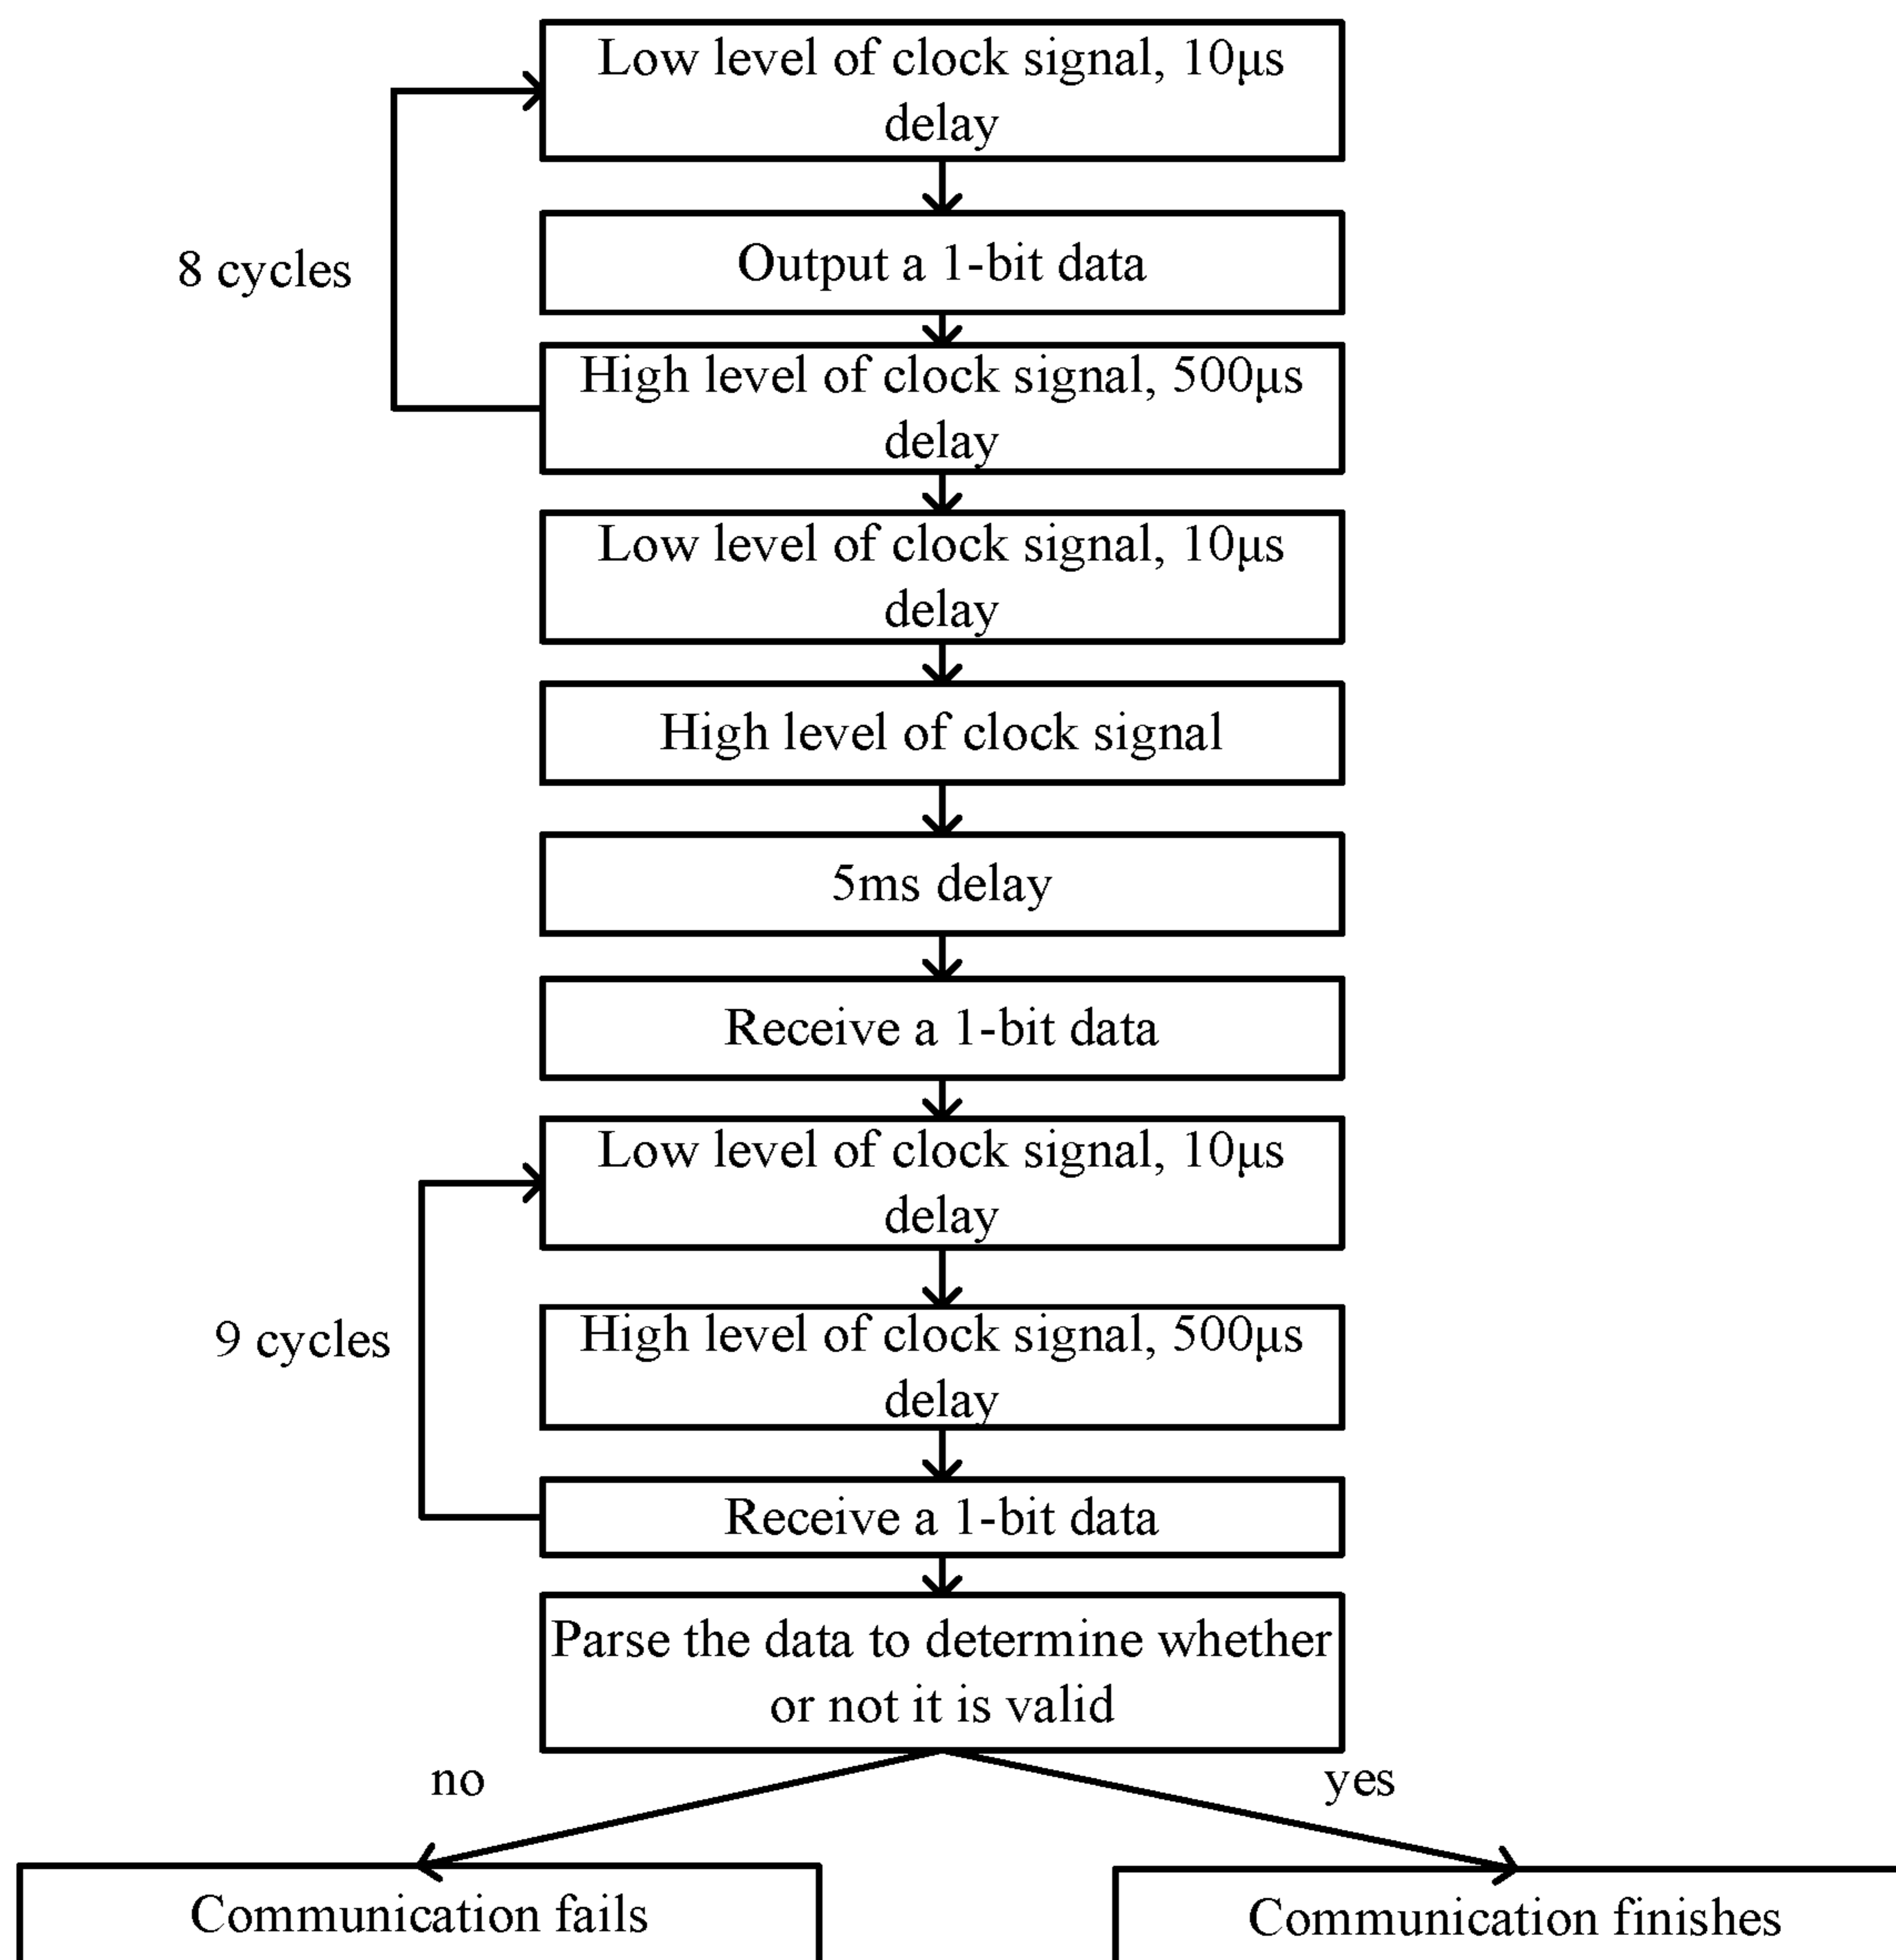 Low level of clock signal, 10μs
delay
8 cycles
Output a 1-bit data
High level of clock signal, 500μs
delay
Low level of clock signal, 10μs
delay
High level of clock signal
5ms delay
Receive a 1-bit data
Low level of clock signal, 10μs
delay
9 cycles
High level of clock signal, 500μs
delay
Receive a 1-bit data
Parse the data to determine whether
or not it is valid
no
yes
Communication fails
Communication finishes